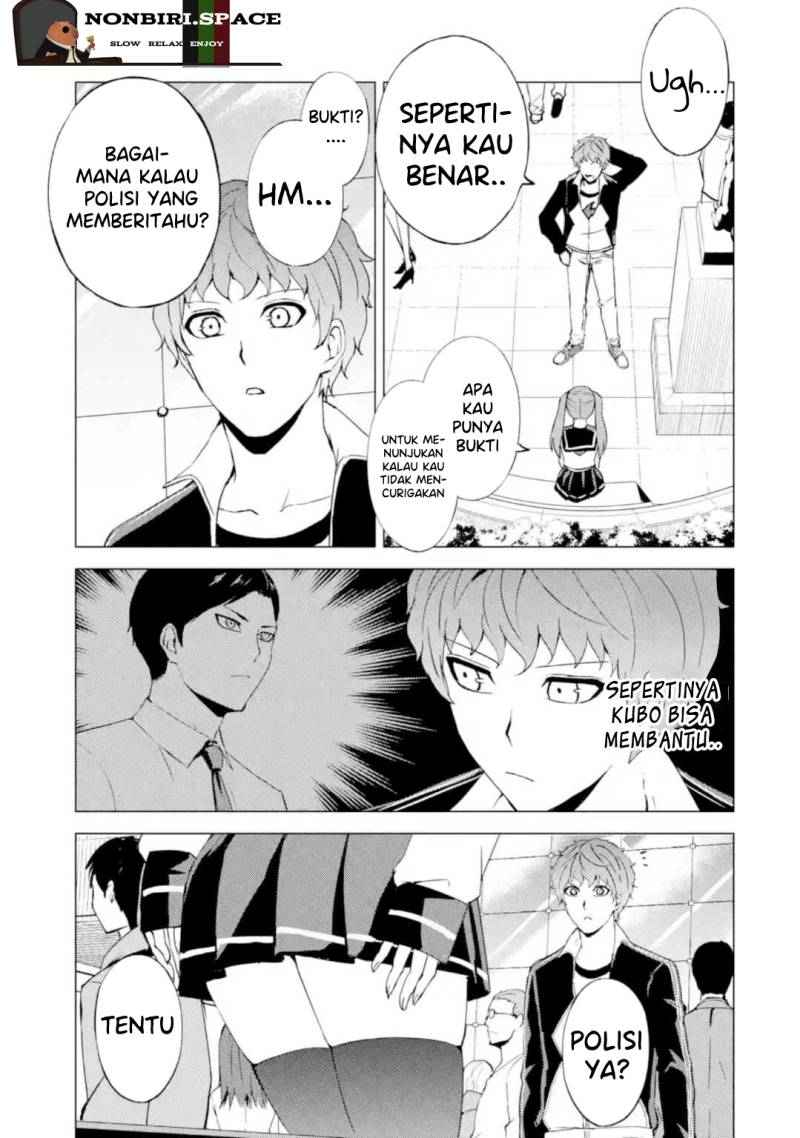 NONBIRI.SPACE
SLOW RELAX ENJOY
Ugh...
SEPERTI-
NYA KAU
BENAR..
APA
KAU
PUNYA
BUKTI
UNTUK ME-
NUNJUKAN
KALAU KAU
TIDAK MEN-
CURIGAKAN
BUKTI?
....
HM...
BAGAI-
MANA KALAU
POLISI YANG
MEMBERITAHU?
SEPERTINYA
KUBO BISA
MEMBANTU..
POLISI
YA?
TENTU